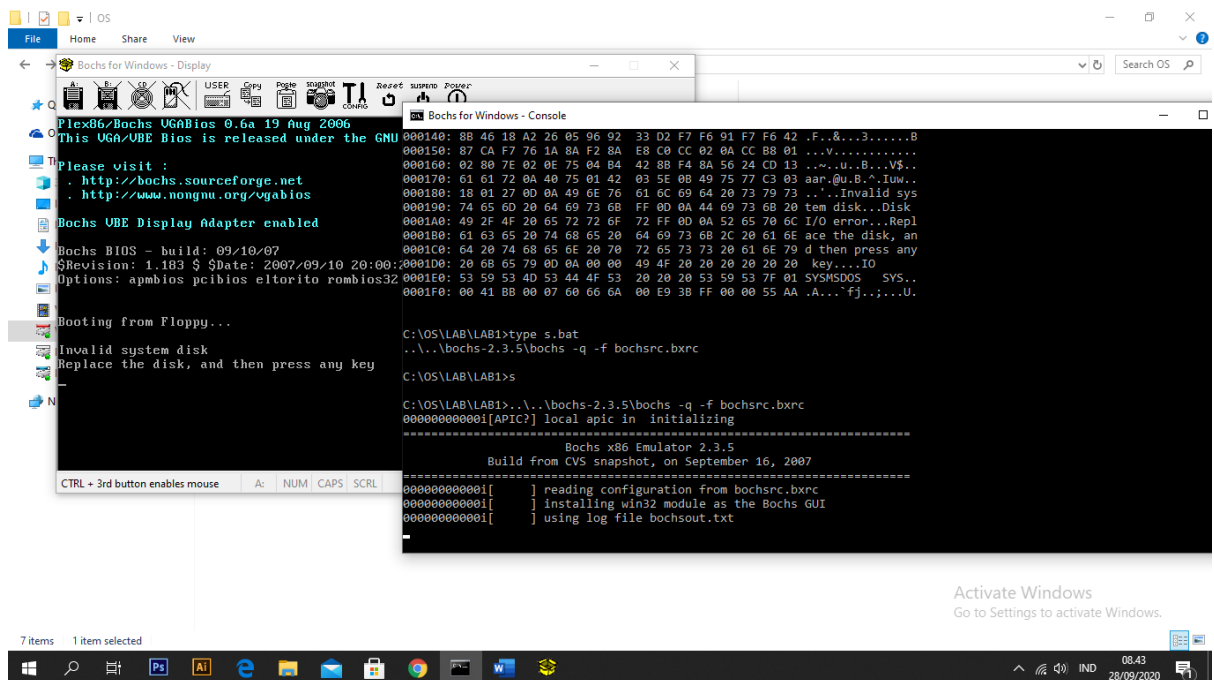 OS
File Home Share View
Search OS
Bochs for Windows - Display
A: B: CD USER Copy Paste snapshot CONFIG Reset suspend Power
Plex86/Bochs VGABios 0.6a 19 Aug 2006
This VGA/VBE Bios is released under the GNU
Please visit :
. http://bochs.sourceforge.net
. http://www.nongnu.org/vgabios
Bochs VBE Display Adapter enabled
Bochs BIOS - build: 09/10/07
$Revision: 1.183 $ $Date: 2007/09/10 20:00:
Options: apmbios pcibios eltorito rombios32
Booting from Floppy...
Invalid system disk
Replace the disk, and then press any key
CTRL + 3rd button enables mouse A: NUM CAPS SCRL
Bochs for Windows - Console
000140: 8B 46 18 A2 26 05 96 92 33 D2 F7 F6 91 F7 F6 42 .F..&...3......B
000150: 87 CA F7 76 1A 8A F2 8A E8 C0 CC 02 0A CC B8 01 ...v............
000160: 02 80 7E 02 0E 75 04 B4 42 8B F4 8A 56 24 CD 13 ..~..u..B...V$..
000170: 61 61 72 0A 40 75 01 42 03 5E 0B 49 75 77 C3 03 aar.@u.B.^.Iuw..
000180: 18 01 27 0D 0A 49 6E 76 61 6C 69 64 20 73 79 73 ..'..Invalid sys
000190: 74 65 6D 20 64 69 73 6B FF 0D 0A 44 69 73 6B 20 tem disk...Disk
0001A0: 49 2F 4F 20 65 72 72 6F 72 FF 0D 0A 52 65 70 6C I/O error...Repl
0001B0: 61 63 65 20 74 68 65 20 64 69 73 6B 2C 20 61 6E ace the disk, an
0001C0: 64 20 74 68 65 6E 20 70 72 65 73 73 20 61 6E 79 d then press any
0001D0: 20 6B 65 79 0D 0A 00 00 49 4F 20 20 20 20 20 20 key....IO
0001E0: 53 59 53 4D 53 44 4F 53 20 20 20 53 59 53 7F 01 SYSMSDOS   SYS..
0001F0: 00 41 BB 00 07 60 66 6A 00 E9 3B FF 00 00 55 AA .A...`fj..;...U.
C:\OS\LAB\LAB1>type s.bat
..\..\bochs-2.3.5\bochs -q -f bochsrc.bxrc
C:\OS\LAB\LAB1>s
C:\OS\LAB\LAB1>..\..\bochs-2.3.5\bochs -q -f bochsrc.bxrc
00000000000i[APIC?] local apic in  initializing
========================================================================
Bochs x86 Emulator 2.3.5
Build from CVS snapshot, on September 16, 2007
========================================================================
00000000000i[     ] reading configuration from bochsrc.bxrc
00000000000i[     ] installing win32 module as the Bochs GUI
00000000000i[     ] using log file bochsout.txt
Activate Windows
Go to Settings to activate Windows.
7 items 1 item selected
Ps Ai IND 08.43
28/09/2020